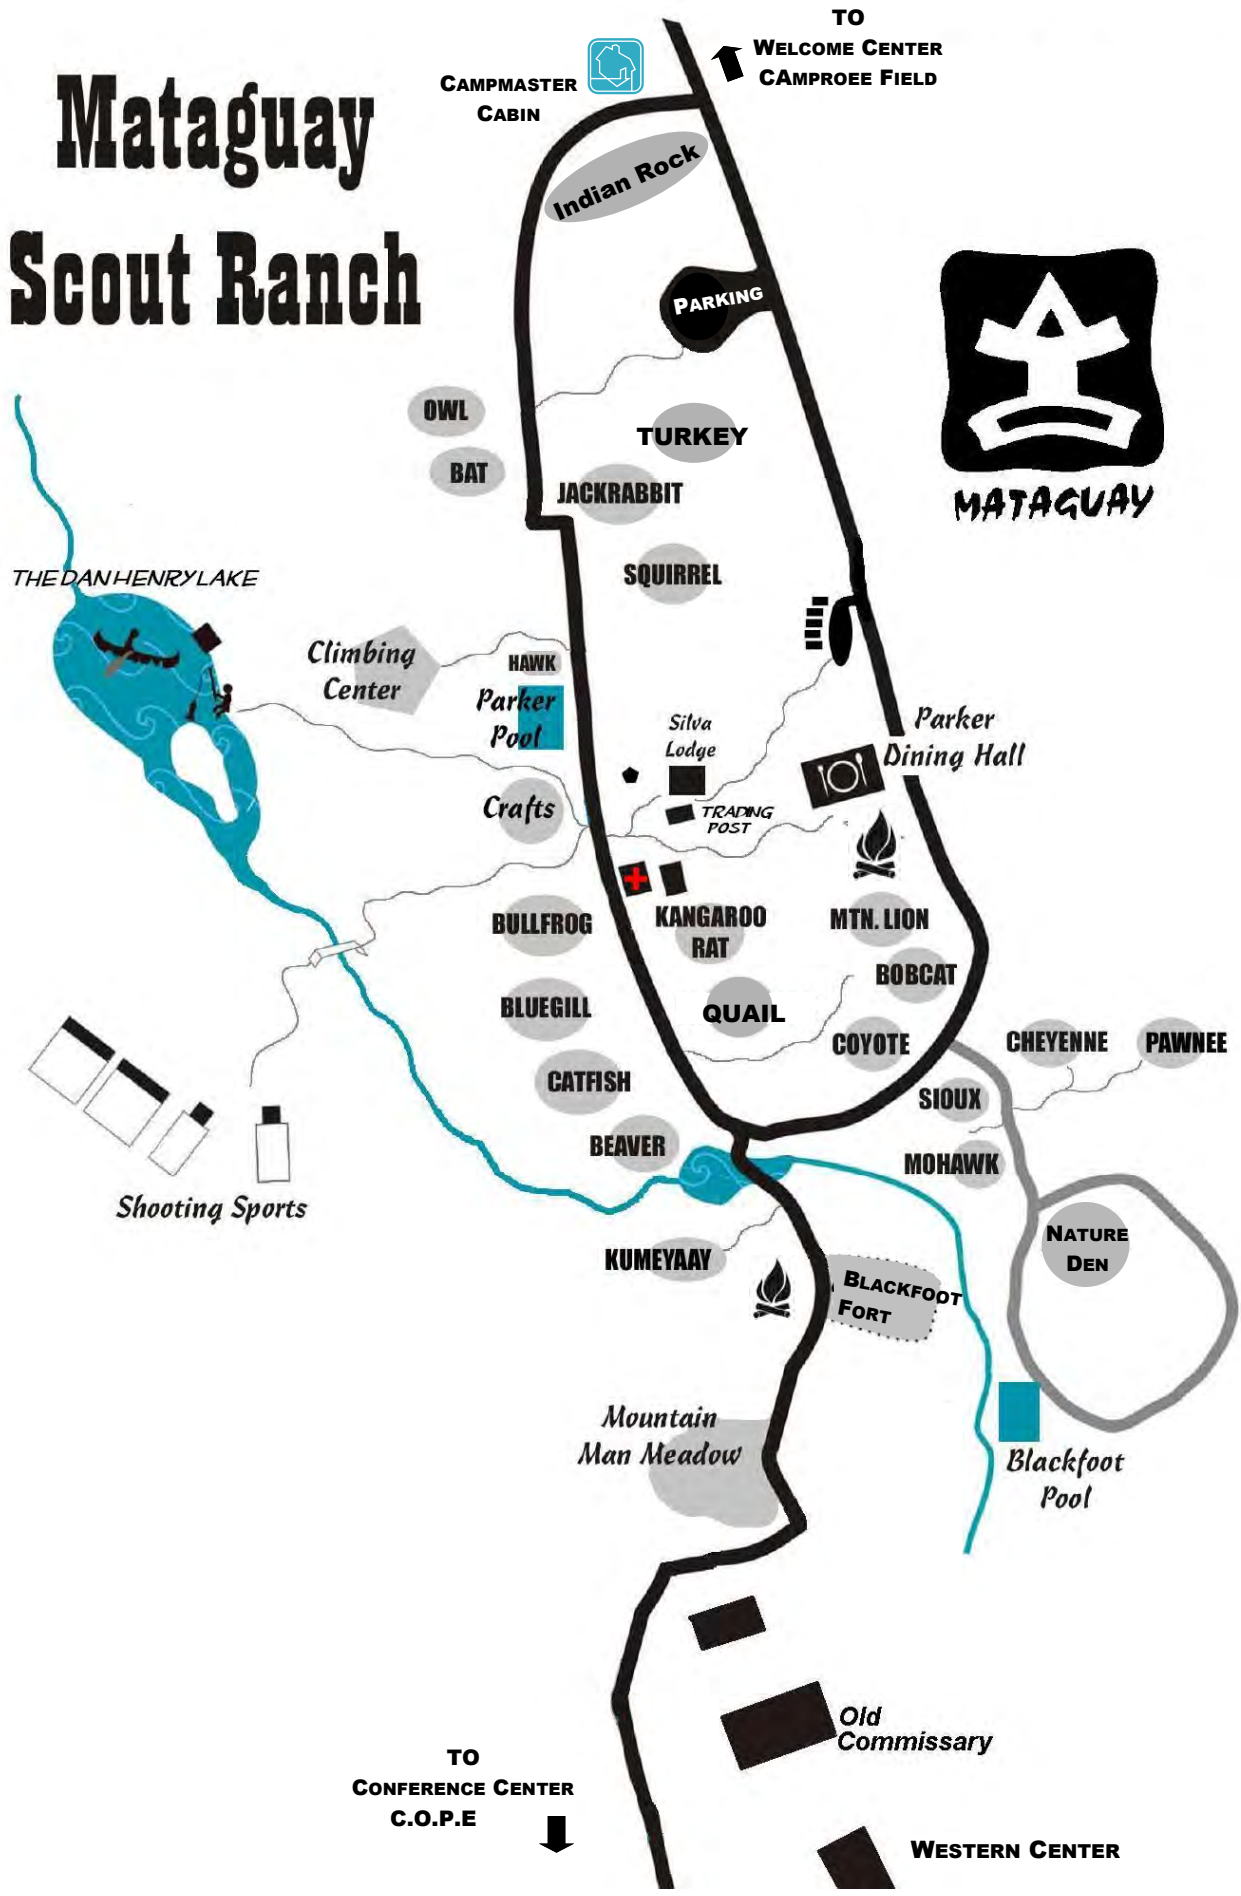 TO
WELCOME CENTER
CAMPROEE FIELD
CAMPMASTER
CABIN
Mataguay
Scout Ranch
Indian Rock
PARKING
MATAGUAY
OWL
TURKEY
BAT
JACKRABBIT
SQUIRREL
THE DAN HENRY LAKE
Climbing
Center
HAWK
Parker
Pool
Silva
Lodge
Parker
Dining Hall
Crafts
TRADING
POST
BULLFROG
KANGAROO
RAT
MTN. LION
BOBCAT
BLUEGILL
QUAIL
COYOTE
CHEYENNE
PAWNEE
CATFISH
SIOUX
BEAVER
MOHAWK
Shooting Sports
KUMEYAAY
NATURE
DEN
BLACKFOOT
FORT
Mountain
Man Meadow
Blackfoot
Pool
Old
Commissary
TO
CONFERENCE CENTER
C.O.P.E
WESTERN CENTER